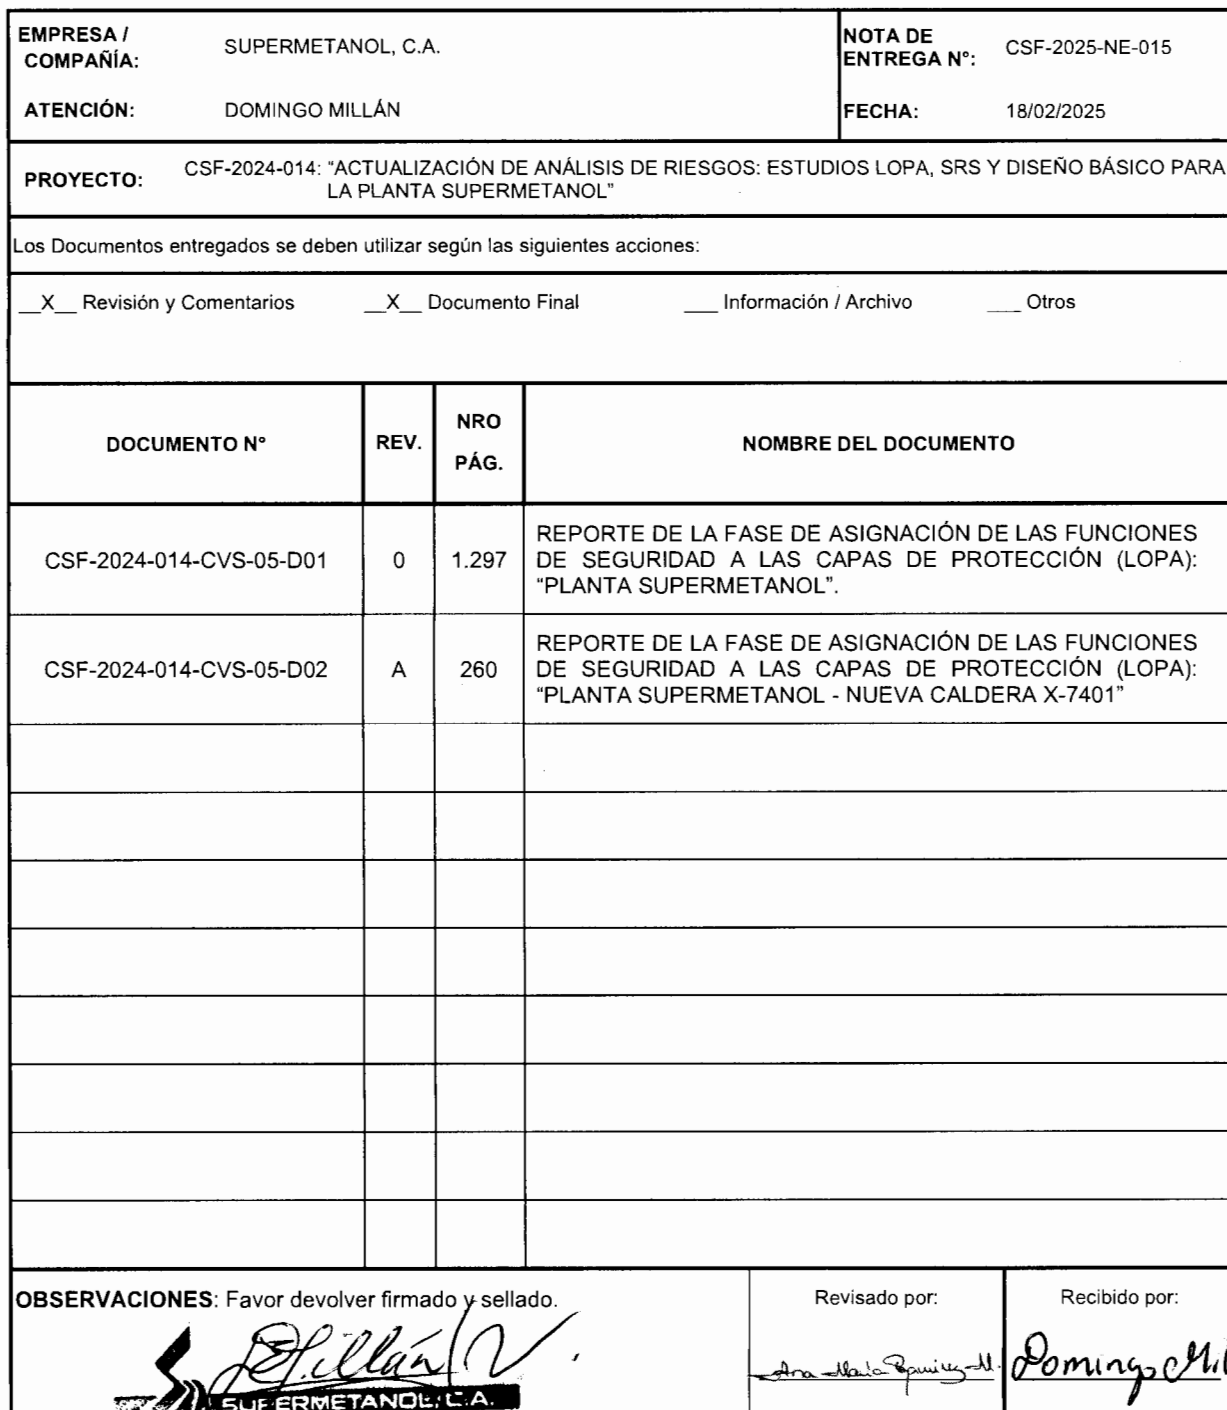 EMPRESA /
COMPAÑÍA:
SUPERMETANOL, C.A.
NOTA DE
ENTREGA N°:
CSF-2025-NE-015
ATENCIÓN:
DOMINGO MILLÁN
FECHA:
18/02/2025
PROYECTO:
CSF-2024-014: “ACTUALIZACIÓN DE ANÁLISIS DE RIESGOS: ESTUDIOS LOPA, SRS Y DISEÑO BÁSICO PARA
LA PLANTA SUPERMETANOL”
Los Documentos entregados se deben utilizar según las siguientes acciones:
__X__ Revisión y Comentarios __X__ Documento Final ___ Información / Archivo ___ Otros
DOCUMENTO N°
REV.
NRO
PÁG.
NOMBRE DEL DOCUMENTO
CSF-2024-014-CVS-05-D01
0
1.297
REPORTE DE LA FASE DE ASIGNACIÓN DE LAS FUNCIONES
DE SEGURIDAD A LAS CAPAS DE PROTECCIÓN (LOPA):
“PLANTA SUPERMETANOL”.
CSF-2024-014-CVS-05-D02
A
260
REPORTE DE LA FASE DE ASIGNACIÓN DE LAS FUNCIONES
DE SEGURIDAD A LAS CAPAS DE PROTECCIÓN (LOPA):
“PLANTA SUPERMETANOL - NUEVA CALDERA X-7401”
OBSERVACIONES: Favor devolver firmado y sellado.
Revisado por:
Recibido por:
SUPERMETANOL, C.A.
Ana María Ramírez M.
Domingo Mil